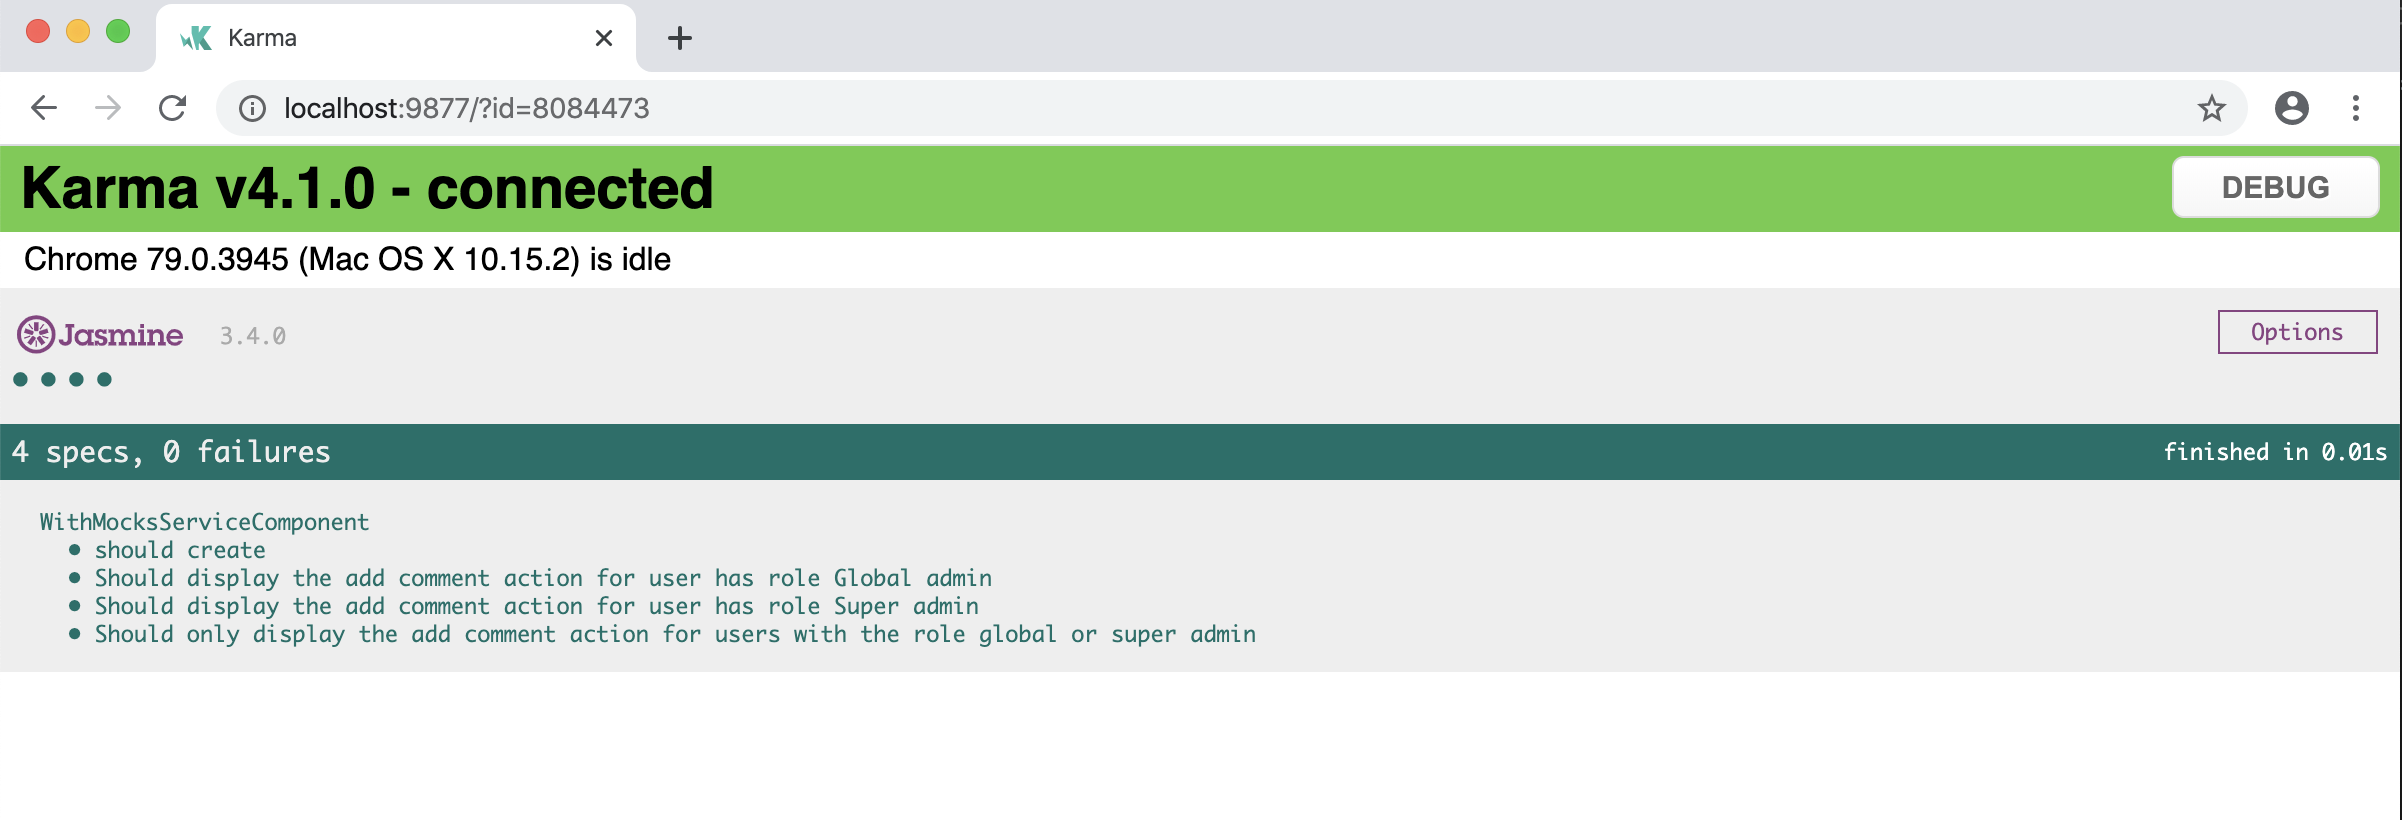 Karma
localhost:9877/?id=8084473
Karma v4.1.0 - connected
DEBUG
Chrome 79.0.3945 (Mac OS X 10.15.2) is idle
Jasmine 3.4.0
Options
4 specs, 0 failures
finished in 0.01s
WithMocksServiceComponent
• should create
• Should display the add comment action for user has role Global admin
• Should display the add comment action for user has role Super admin
• Should only display the add comment action for users with the role global or super admin